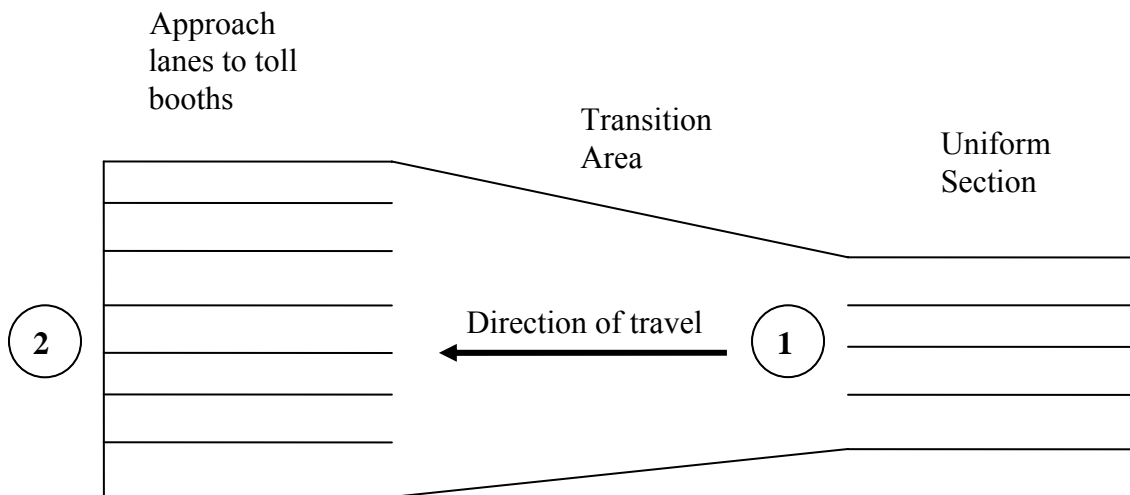 Approach
lanes to toll
booths
Transition
Area
Uniform
Section
Direction of travel
2
1